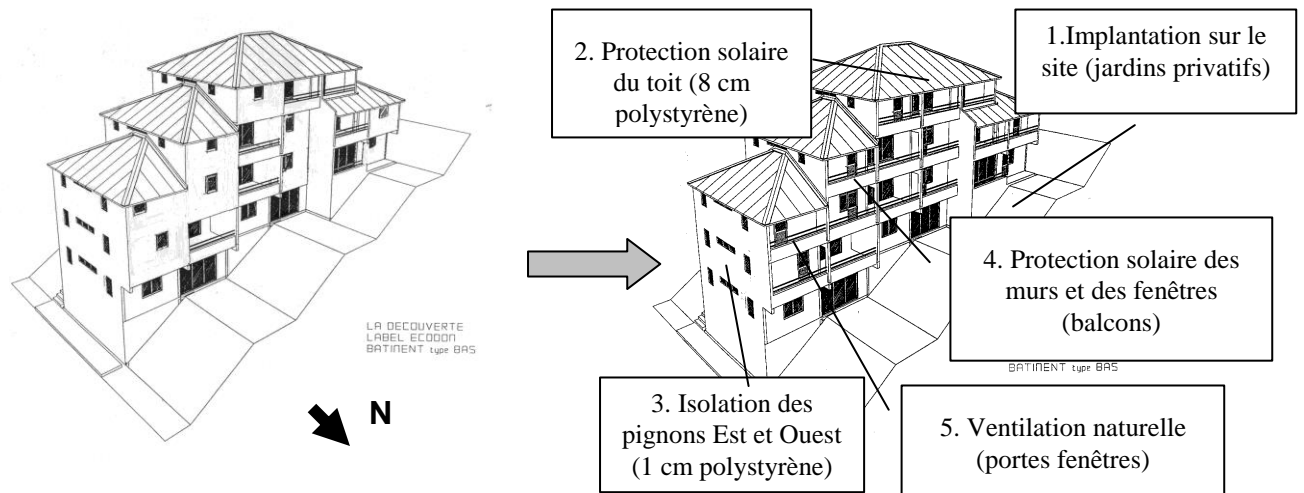 2. Protection solaire
du toit (8 cm
polystyrène)
1.Implantation sur le
site (jardins privatifs)
LA DECOUVERTE
LABEL ECODOM
BATIMENT type BAS
N
4. Protection solaire des
murs et des fenêtres
(balcons)
BATIMENT type BAS
3. Isolation des
pignons Est et Ouest
(1 cm polystyrène)
5. Ventilation naturelle
(portes fenêtres)